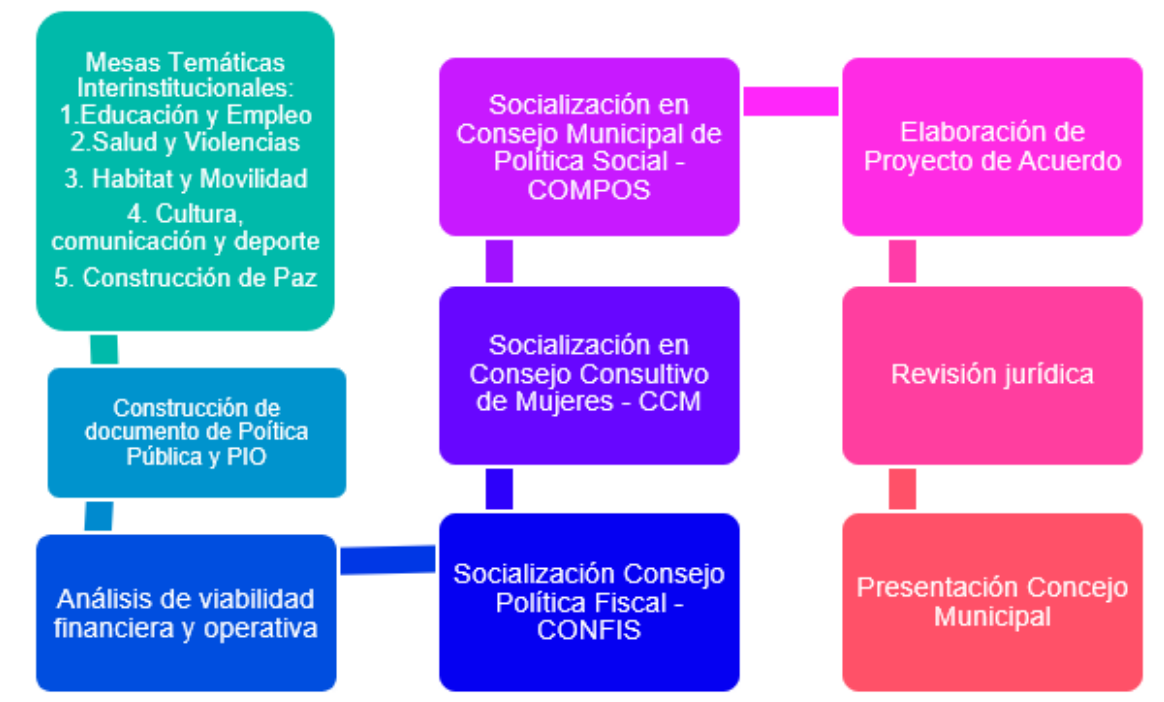 Mesas Temáticas
Interinstitucionales:
1.Educación y Empleo
2.Salud y Violencias
3. Habitat y Movilidad
4. Cultura,
comunicación y deporte
5. Construcción de Paz
Construcción de
documento de Poítica
Pública y PIO
Análisis de viabilidad
financiera y operativa
Socialización Consejo
Política Fiscal -
CONFIS
Socialización en
Consejo Consultivo
de Mujeres - CCM
Socialización en
Consejo Municipal de
Política Social -
COMPOS
Elaboración de
Proyecto de Acuerdo
Revisión jurídica
Presentación Concejo
Municipal